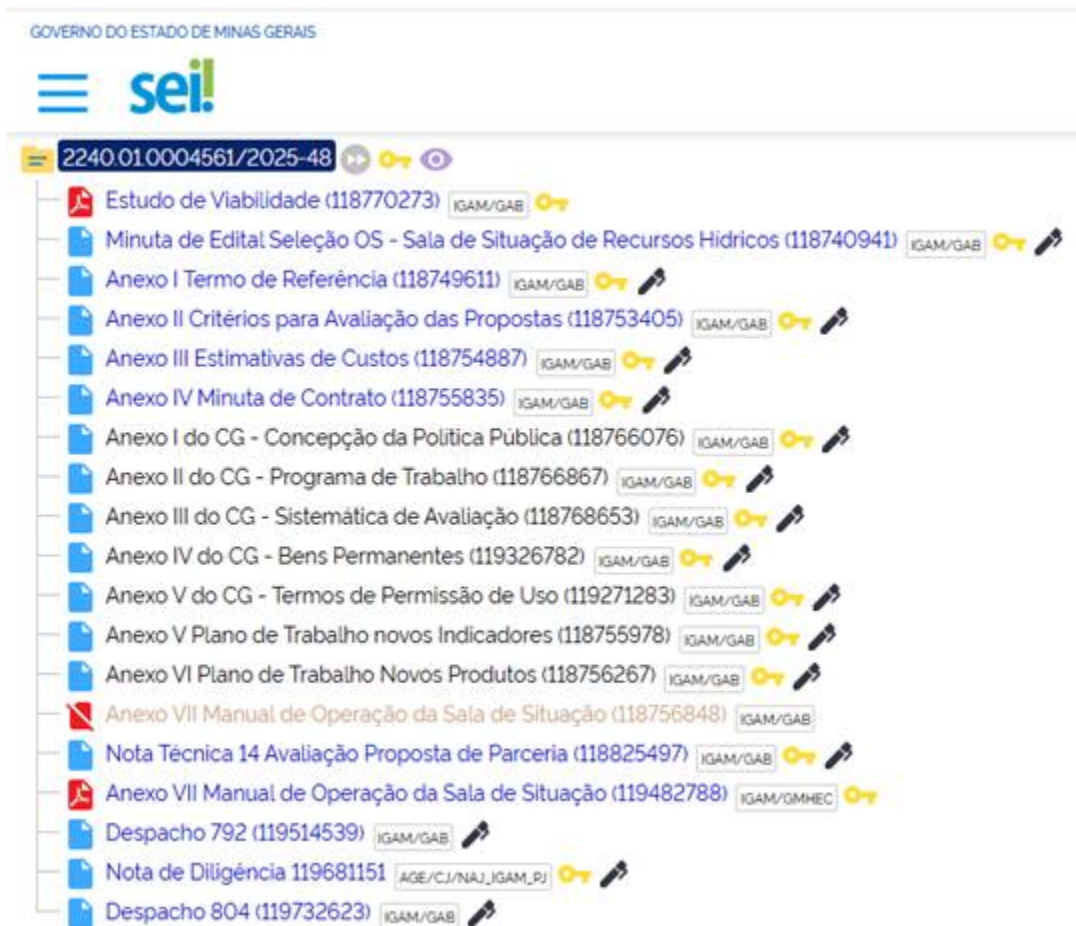 GOVERNO DO ESTADO DE MINAS GERAIS
sei!
2240.01.0004561/2025-48
Estudo de Viabilidade (118770273) IGAM/GAB
Minuta de Edital Seleção OS - Sala de Situação de Recursos Hídricos (118740941) IGAM/GAB
Anexo I Termo de Referência (118749611) IGAM/GAB
Anexo II Critérios para Avaliação das Propostas (118753405) IGAM/GAB
Anexo III Estimativas de Custos (118754887) IGAM/GAB
Anexo IV Minuta de Contrato (118755835) IGAM/GAB
Anexo I do CG - Concepção da Política Pública (118766076) IGAM/GAB
Anexo II do CG - Programa de Trabalho (118766867) IGAM/GAB
Anexo III do CG - Sistemática de Avaliação (118768653) IGAM/GAB
Anexo IV do CG - Bens Permanentes (119326782) IGAM/GAB
Anexo V do CG - Termos de Permissão de Uso (119271283) IGAM/GAB
Anexo V Plano de Trabalho novos Indicadores (118755978) IGAM/GAB
Anexo VI Plano de Trabalho Novos Produtos (118756267) IGAM/GAB
Anexo VII Manual de Operação da Sala de Situação (118756848) IGAM/GAB
Nota Técnica 14 Avaliação Proposta de Parceria (118825497) IGAM/GAB
Anexo VII Manual de Operação da Sala de Situação (119482788) IGAM/GMHEC
Despacho 792 (119514539) IGAM/GAB
Nota de Diligência 119681151 AGE/CJ/NAJ_IGAM_PJ
Despacho 804 (119732623) IGAM/GAB